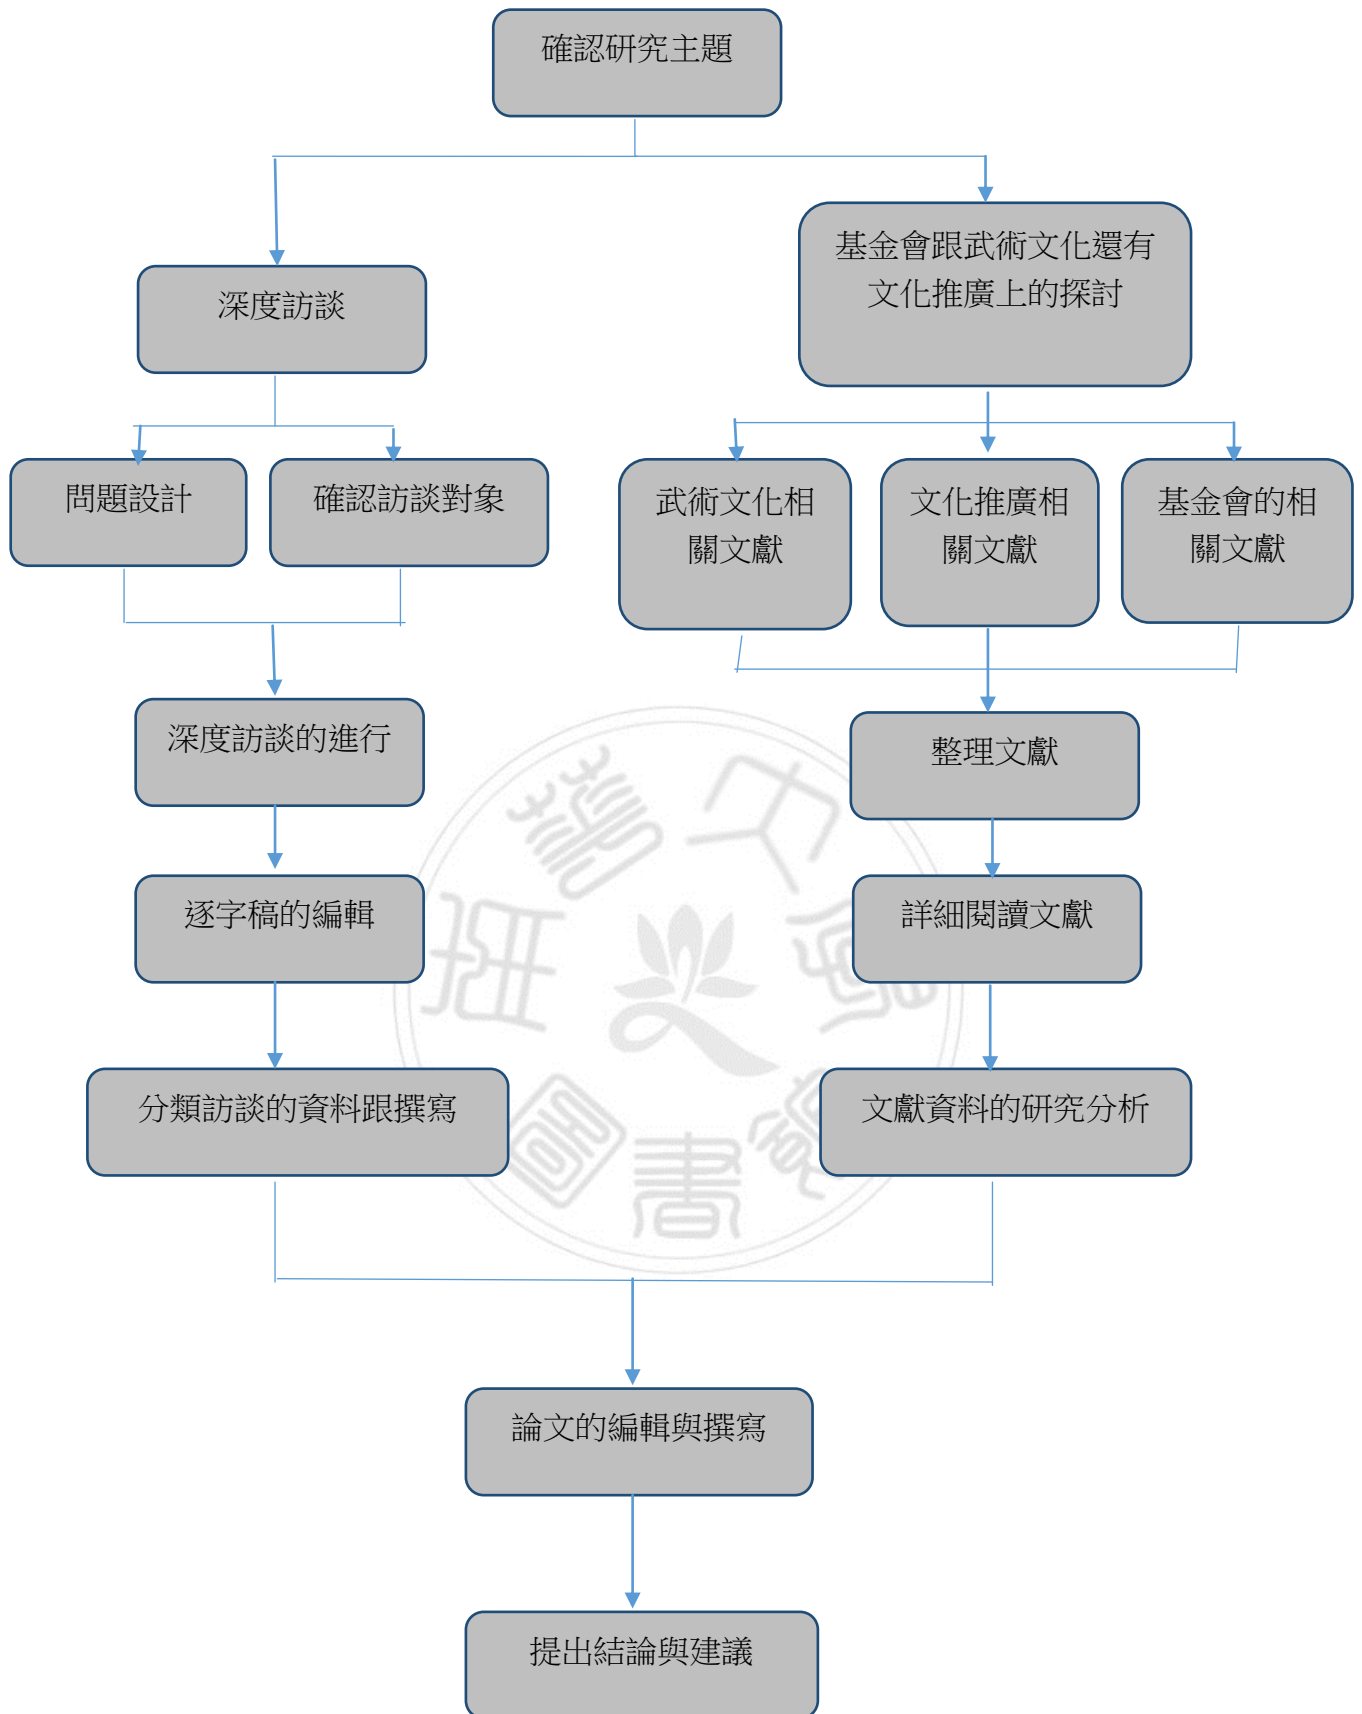 確認研究主題
基金會跟武術文化還有
文化推廣上的探討
深度訪談
問題設計
確認訪談對象
武術文化相
關文獻
文化推廣相
關文獻
基金會的相
關文獻
深度訪談的進行
整理文獻
逐字稿的編輯
詳細閱讀文獻
分類訪談的資料跟撰寫
文獻資料的研究分析
論文的編輯與撰寫
提出結論與建議